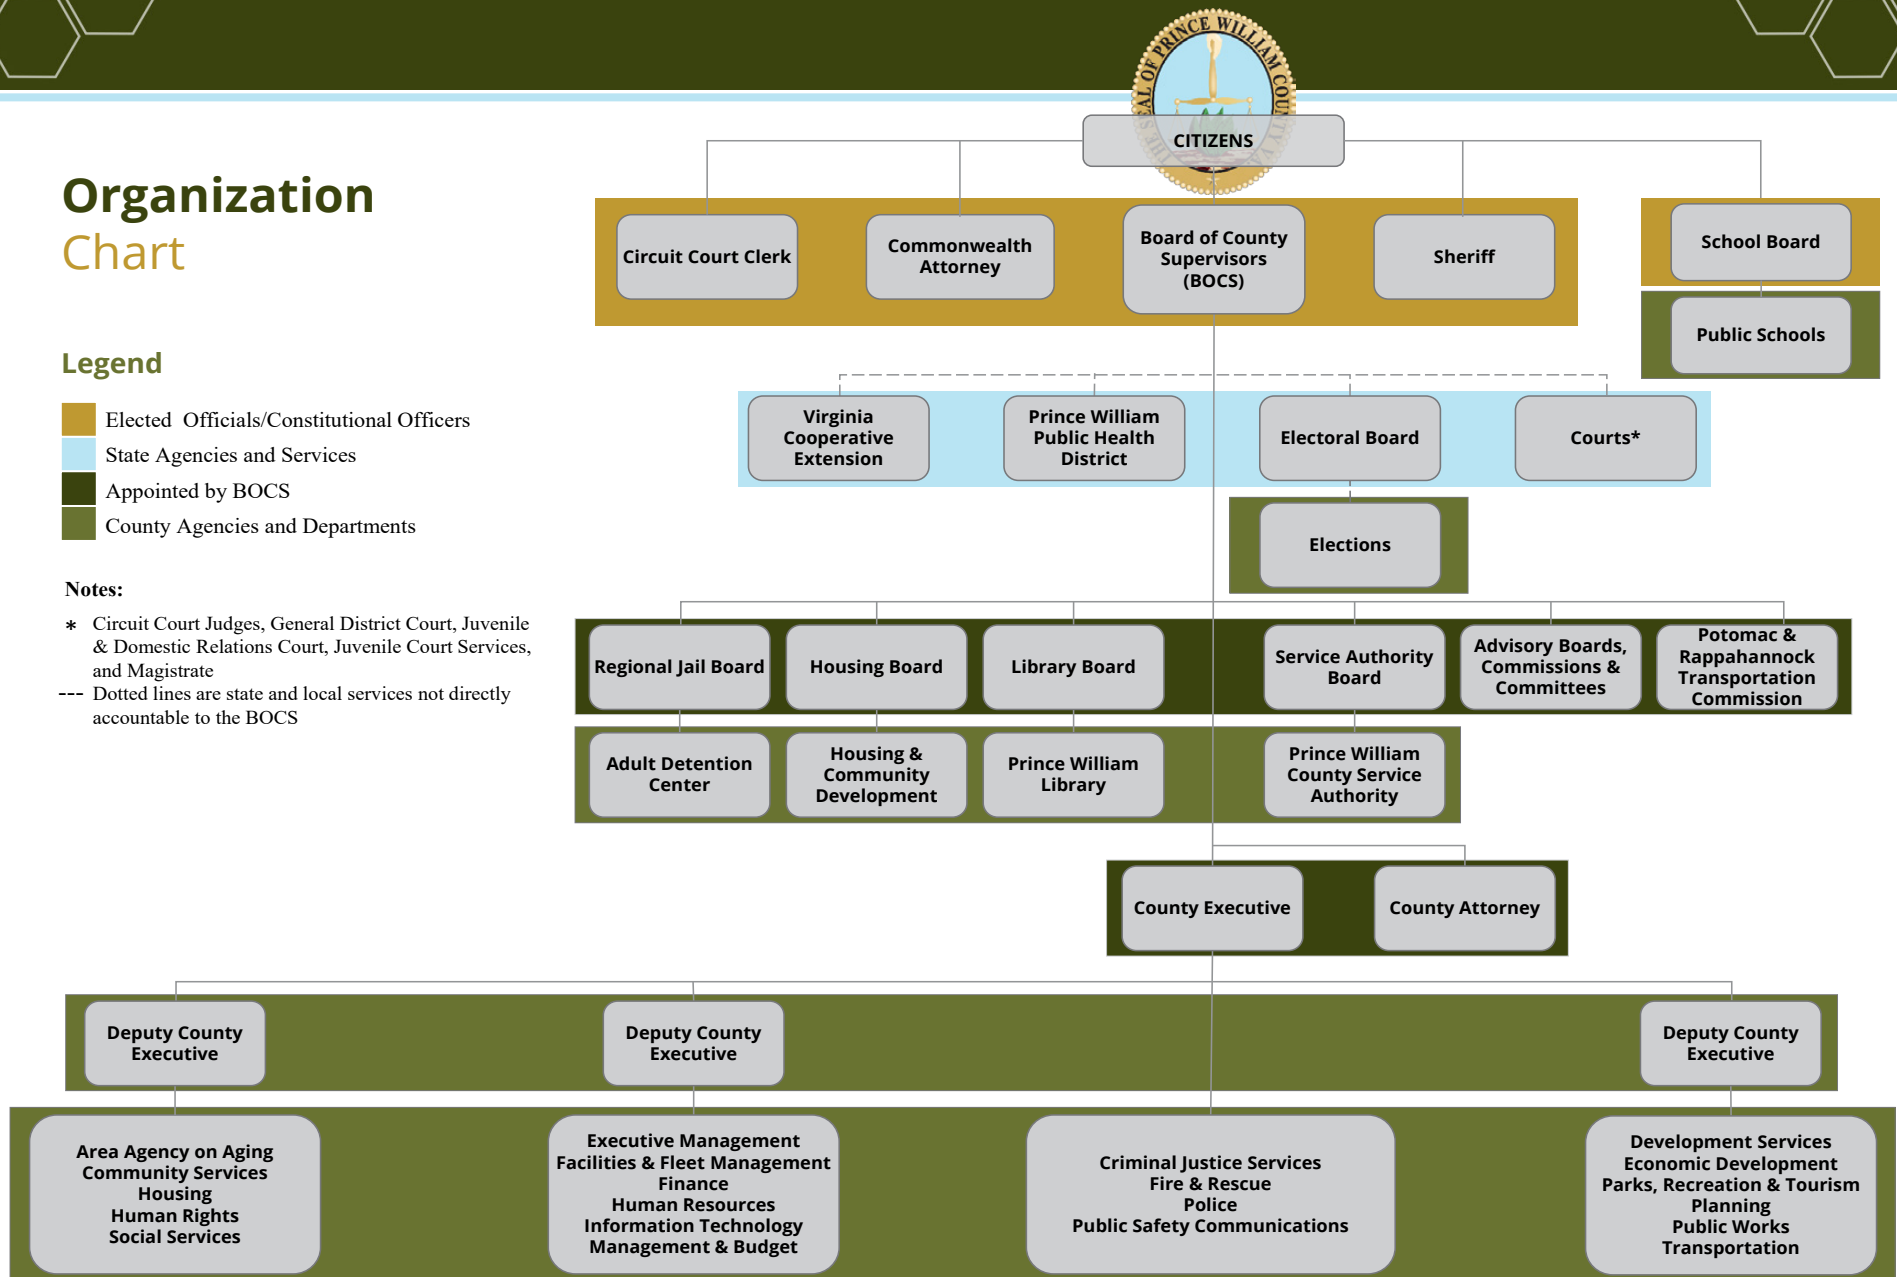 THE SEAL OF PRINCE WILLIAM COUNTY VA.
CITIZENS
Organization
Chart
Circuit Court Clerk
Commonwealth
Attorney
Board of County
Supervisors
(BOCS)
Sheriff
School Board
Public Schools
Legend
Elected Officials/Constitutional Officers
State Agencies and Services
Appointed by BOCS
County Agencies and Departments
Virginia
Cooperative
Extension
Prince William
Public Health
District
Electoral Board
Courts*
Elections
Notes:
* Circuit Court Judges, General District Court, Juvenile
& Domestic Relations Court, Juvenile Court Services,
and Magistrate
--- Dotted lines are state and local services not directly
accountable to the BOCS
Regional Jail Board
Housing Board
Library Board
Service Authority
Board
Advisory Boards,
Commissions &
Committees
Potomac &
Rappahannock
Transportation
Commission
Adult Detention
Center
Housing &
Community
Development
Prince William
Library
Prince William
County Service
Authority
County Executive
County Attorney
Deputy County
Executive
Deputy County
Executive
Deputy County
Executive
Area Agency on Aging
Community Services
Housing
Human Rights
Social Services
Executive Management
Facilities & Fleet Management
Finance
Human Resources
Information Technology
Management & Budget
Criminal Justice Services
Fire & Rescue
Police
Public Safety Communications
Development Services
Economic Development
Parks, Recreation & Tourism
Planning
Public Works
Transportation